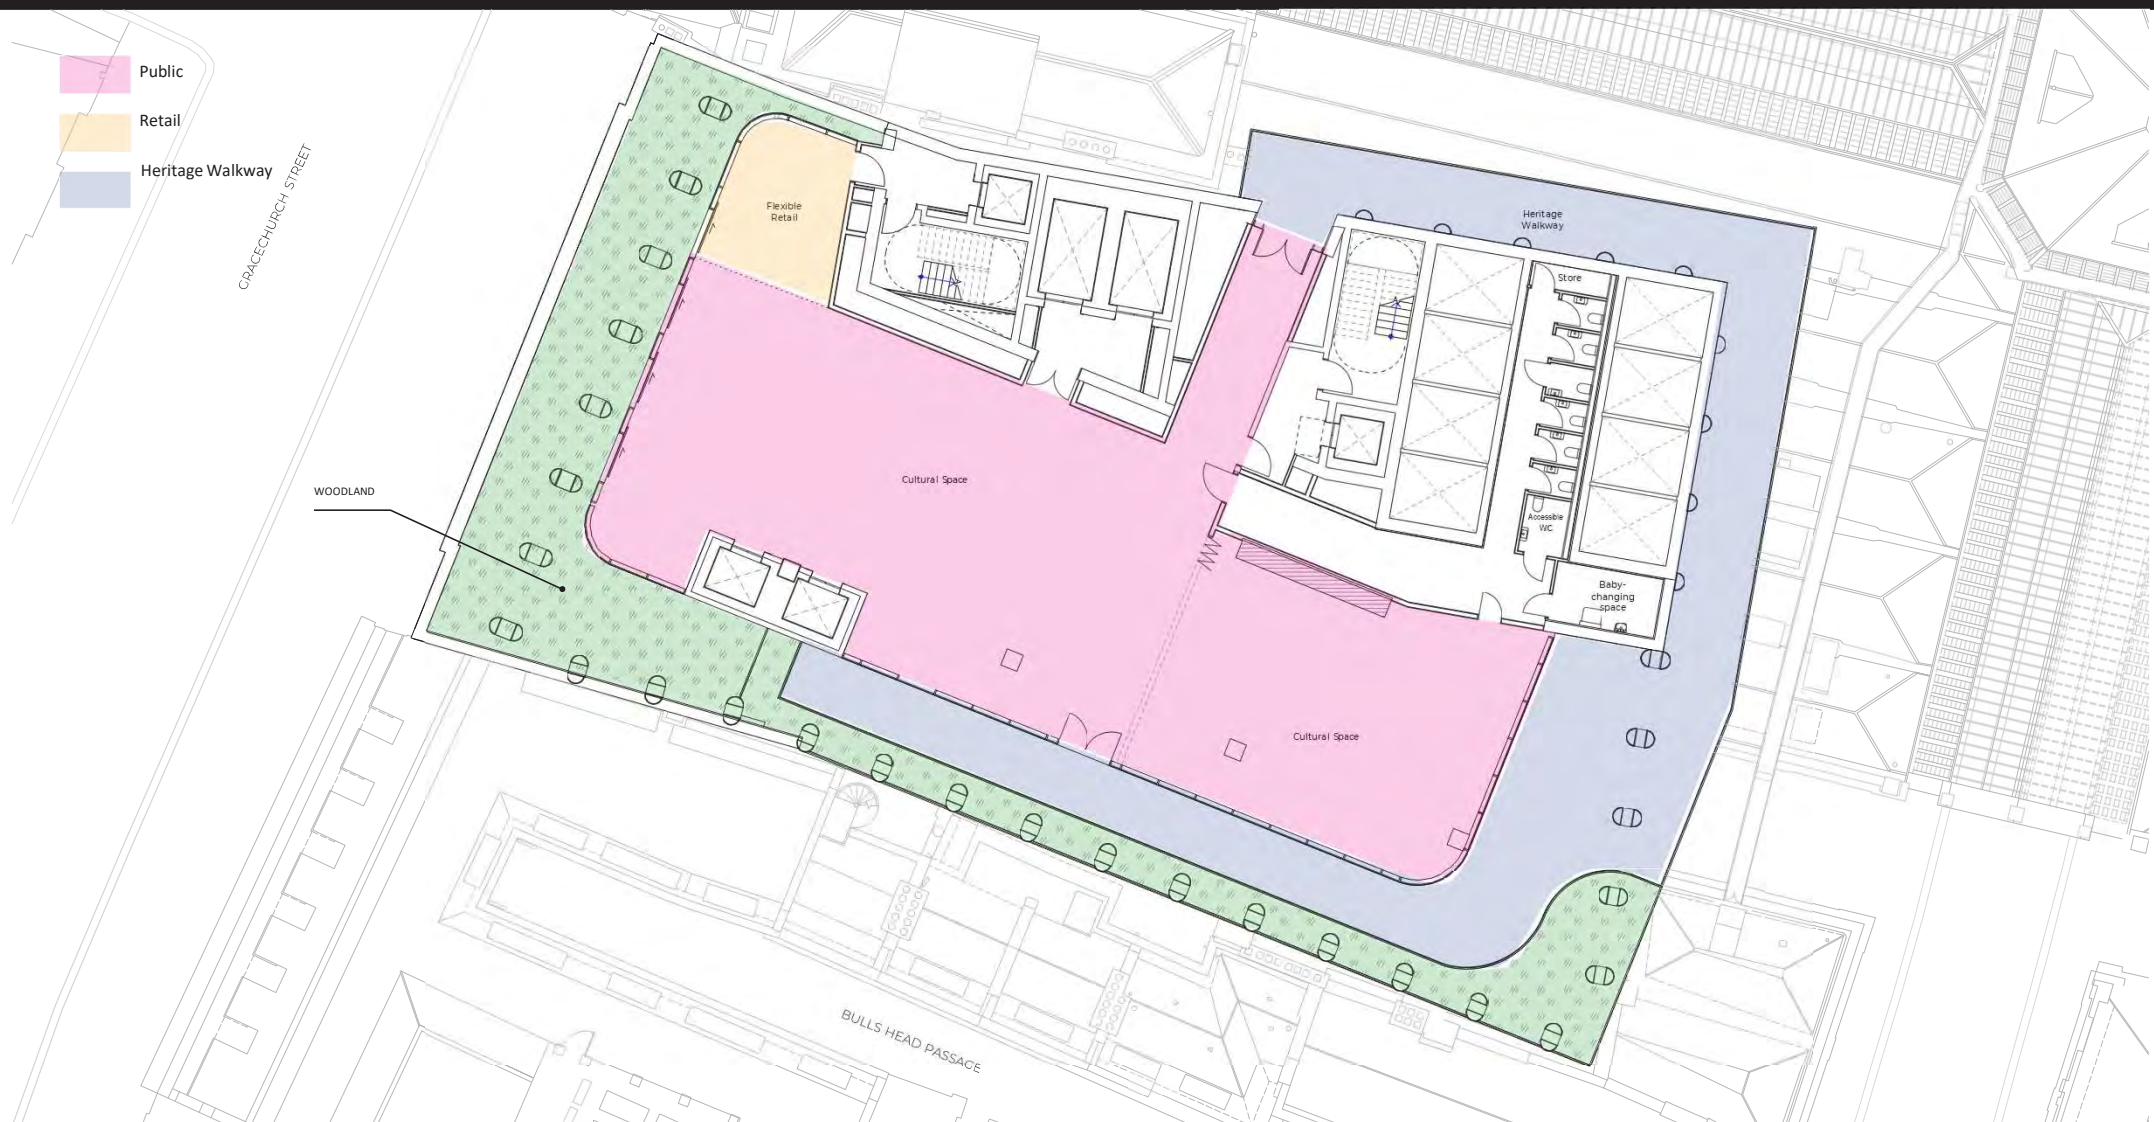 Public
Retail
Heritage Walkway
GRACECHURCH STREET
Flexible
Retail
Heritage
Walkway
Store
Cultural Space
WOODLAND
Accessible
WC
Baby-
changing
space
Cultural Space
BULLS HEAD PASSAGE